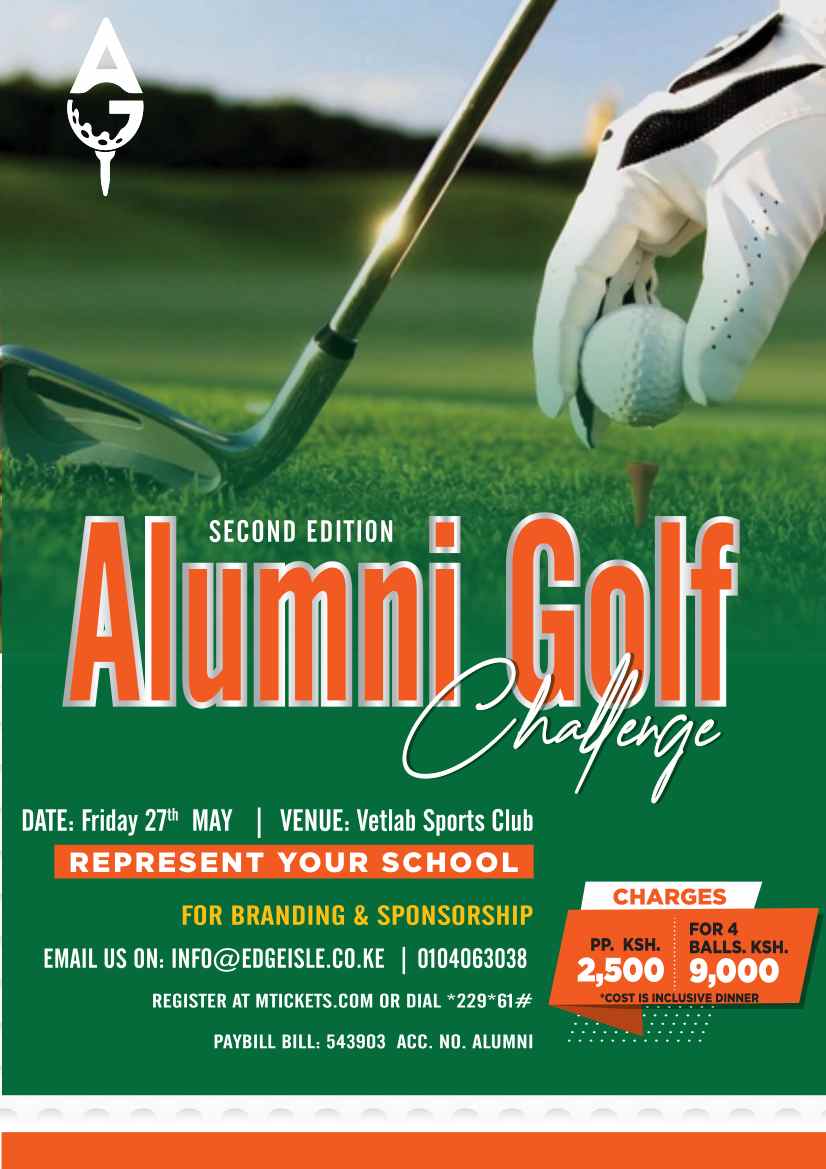 AG
SECOND EDITION
Alumni Golf
Challenge
DATE: Friday 27th MAY | VENUE: Vetlab Sports Club
REPRESENT YOUR SCHOOL
FOR BRANDING & SPONSORSHIP
EMAIL US ON: INFO@EDGEISLE.CO.KE | 0104063038
REGISTER AT MTICKETS.COM OR DIAL *229*61#
PAYBILL BILL: 543903 ACC. NO. ALUMNI
CHARGES
PP. KSH.
2,500
FOR 4
BALLS. KSH.
9,000
*COST IS INCLUSIVE DINNER